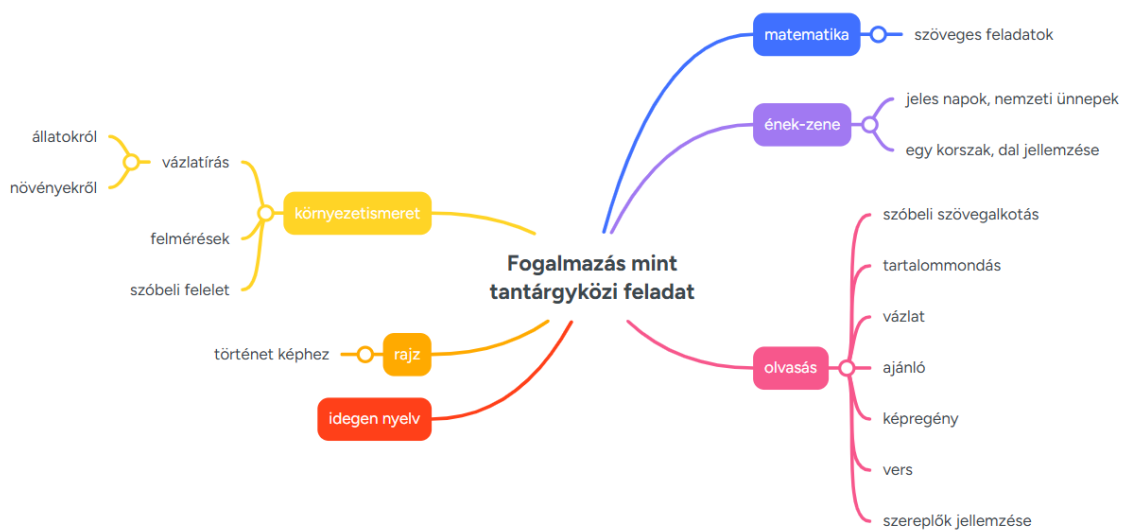 Fogalmazás mint
tantárgyközi feladat
matematika
szöveges feladatok
ének-zene
jeles napok, nemzeti ünnepek
egy korszak, dal jellemzése
olvasás
szóbeli szövegalkotás
tartalommondás
vázlat
ajánló
képregény
vers
szereplők jellemzése
környezetismeret
vázlatírás
állatokról
növényekről
felmérések
szóbeli felelet
rajz
történet képhez
idegen nyelv